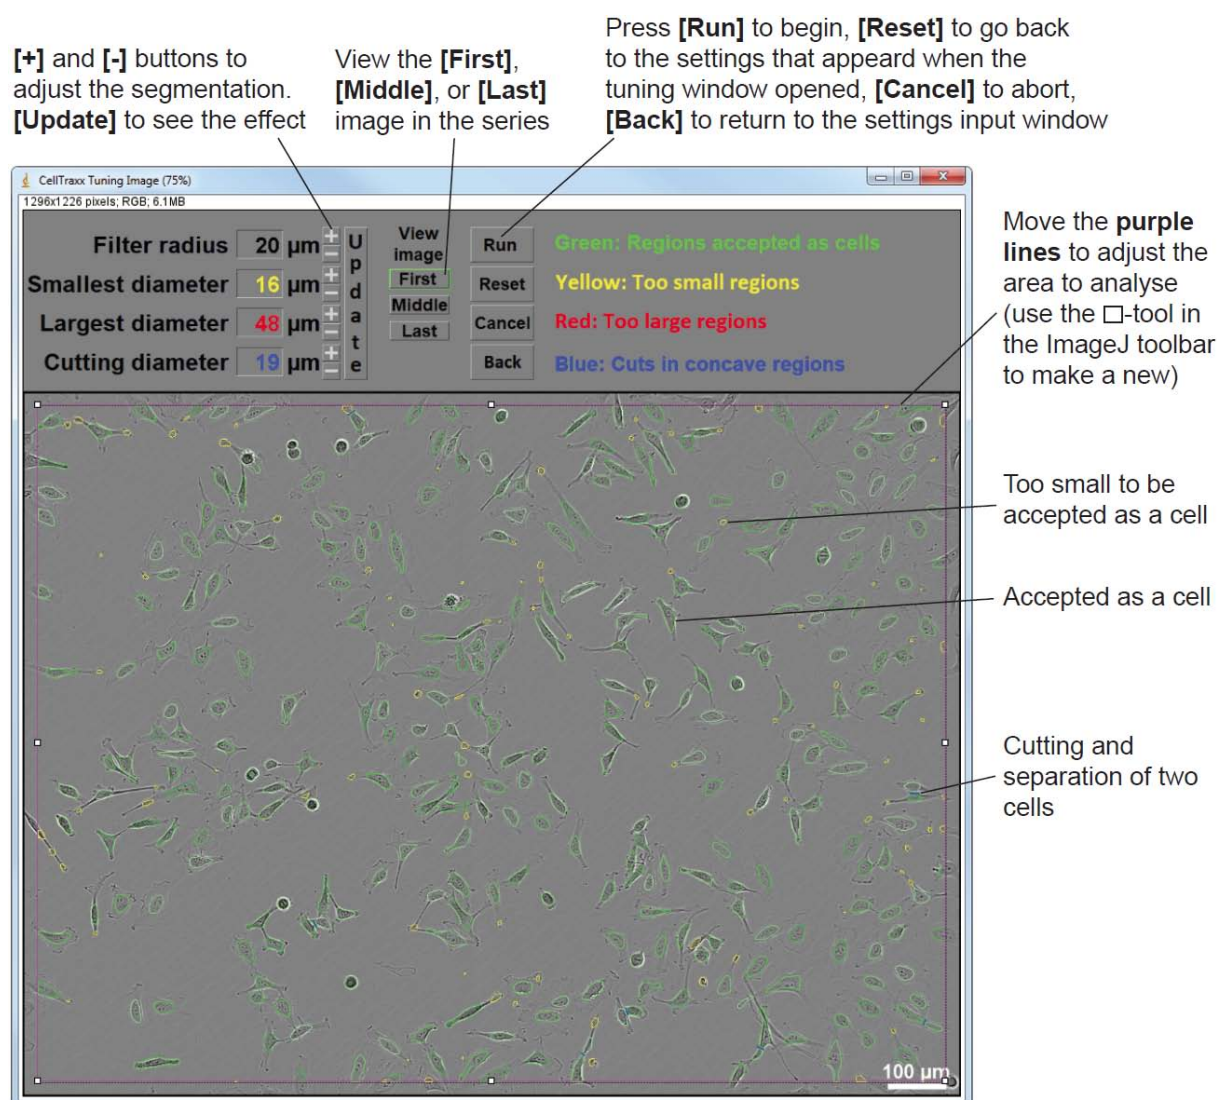 [+] and [-] buttons to
adjust the segmentation.
[Update] to see the effect
View the [First],
[Middle], or [Last]
image in the series
Press [Run] to begin, [Reset] to go back
to the settings that appeard when the
tuning window opened, [Cancel] to abort,
[Back] to return to the settings input window
CellTraxx Tuning Image (75%)
1296x1226 pixels; RGB; 6.1MB
Filter radius 20 µm + -
Smallest diameter 16 µm + -
Largest diameter 48 µm + -
Cutting diameter 19 µm + -
Update
View
image
First
Middle
Last
Run
Reset
Cancel
Back
Green: Regions accepted as cells
Yellow: Too small regions
Red: Too large regions
Blue: Cuts in concave regions
Move the purple
lines to adjust the
area to analyse
(use the □-tool in
the ImageJ toolbar
to make a new)
Too small to be
accepted as a cell
Accepted as a cell
Cutting and
separation of two
cells
100 µm